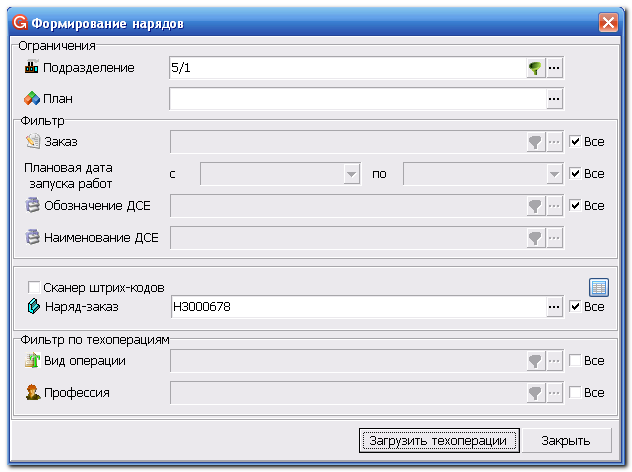 Формирование нарядов
Ограничения
Подразделение 5/1 ...
План ...
Фильтр
Заказ ... Все
Плановая дата
запуска работ с по Все
Обозначение ДСЕ ... Все
Наименование ДСЕ ...
Сканер штрих-кодов
Наряд-заказ НЗ000678 ... Все
Фильтр по техоперациям
Вид операции ... Все
Профессия ... Все
Загрузить техоперации Закрыть